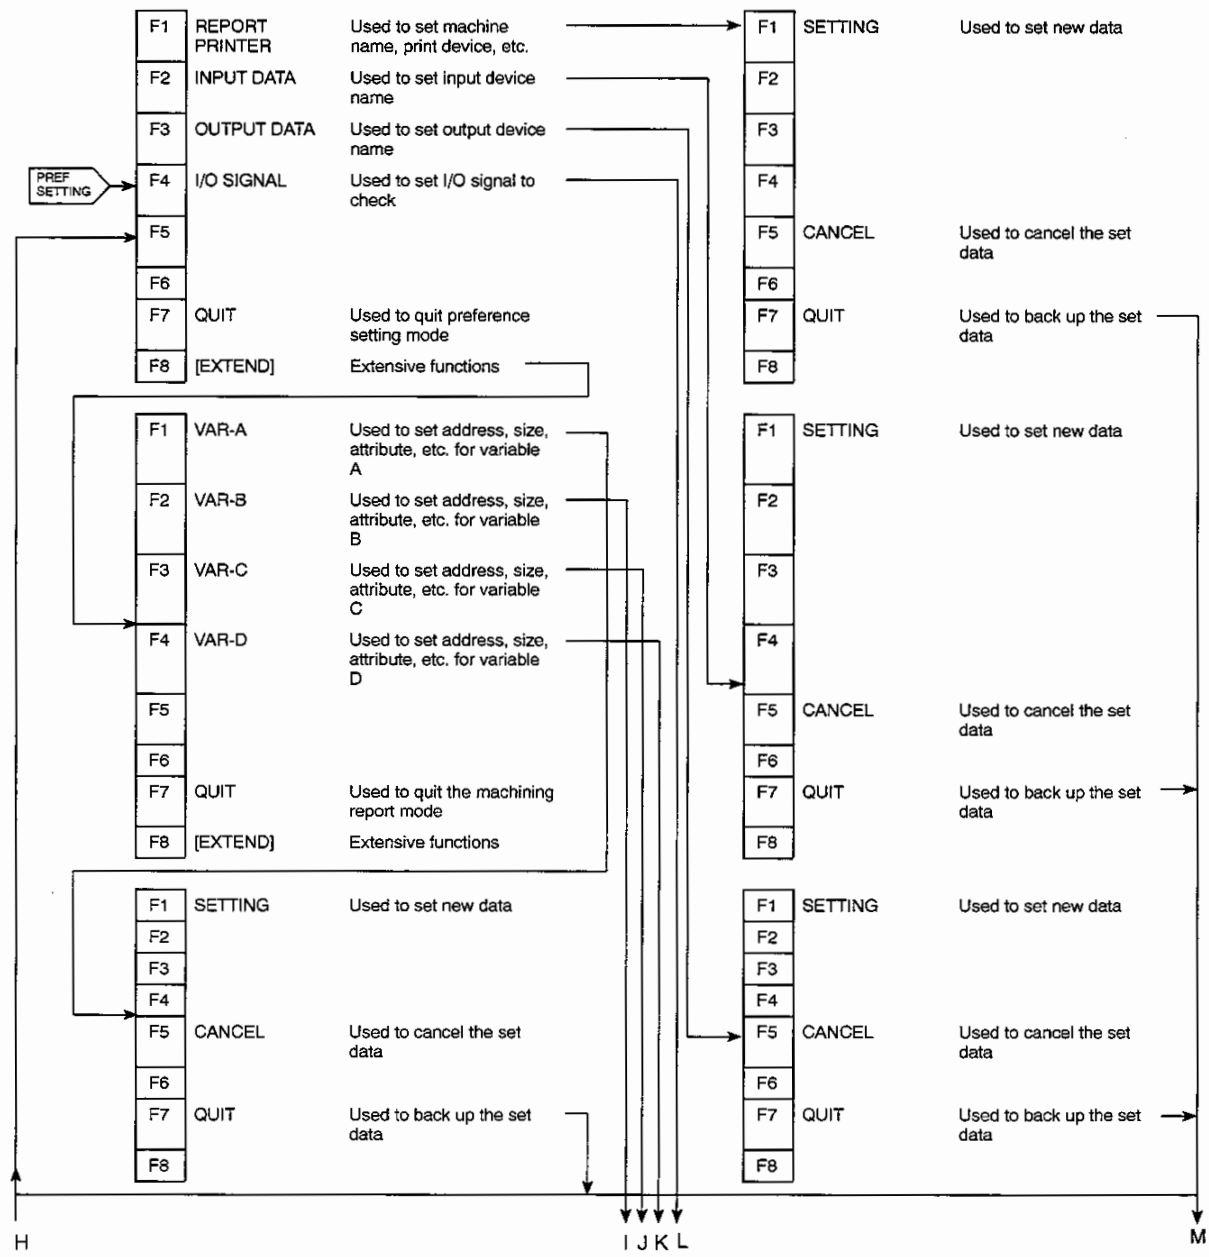 F1 REPORT PRINTER Used to set machine name, print device, etc.
F2 INPUT DATA Used to set input device name
F3 OUTPUT DATA Used to set output device name
PREF SETTING
F4 I/O SIGNAL Used to set I/O signal to check
F5
F6
F7 QUIT Used to quit preference setting mode
F8 [EXTEND] Extensive functions
F1 VAR-A Used to set address, size, attribute, etc. for variable A
F2 VAR-B Used to set address, size, attribute, etc. for variable B
F3 VAR-C Used to set address, size, attribute, etc. for variable C
F4 VAR-D Used to set address, size, attribute, etc. for variable D
F5
F6
F7 QUIT Used to quit the machining report mode
F8 [EXTEND] Extensive functions
F1 SETTING Used to set new data
F2
F3
F4
F5 CANCEL Used to cancel the set data
F6
F7 QUIT Used to back up the set data
F8
F1 SETTING Used to set new data
F2
F3
F4
F5 CANCEL Used to cancel the set data
F6
F7 QUIT Used to back up the set data
F8
F1 SETTING Used to set new data
F2
F3
F4
F5 CANCEL Used to cancel the set data
F6
F7 QUIT Used to back up the set data
F8
F1 SETTING Used to set new data
F2
F3
F4
F5 CANCEL Used to cancel the set data
F6
F7 QUIT Used to back up the set data
F8
H I J K L M